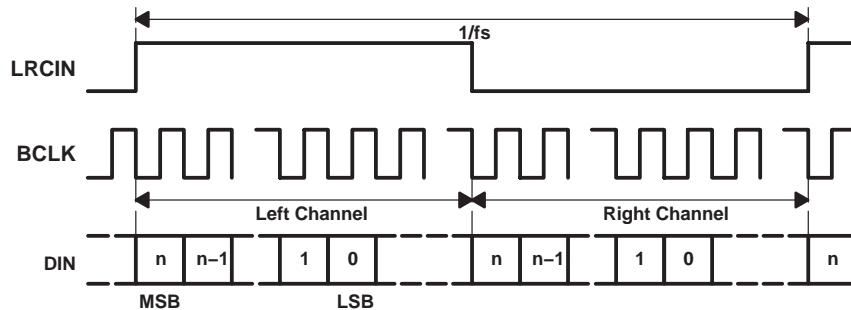 1/fs
LRCIN
BCLK
Left Channel
Right Channel
DIN
n
n−1
1
0
n
n−1
1
0
n
MSB
LSB